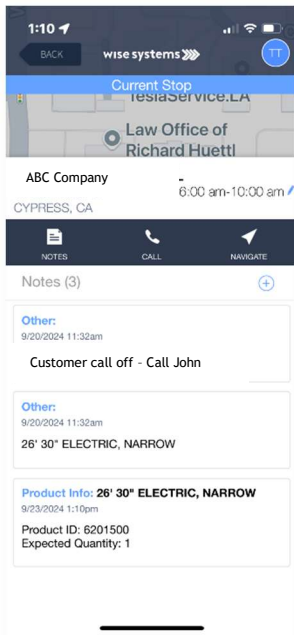 1:10
BACK
wise systems
TT
Current Stop
TeslaService.LA
Law Office of
Richard Huettl
ABC Company
-
6:00 am-10:00 am
CYPRESS, CA
NOTES
CALL
NAVIGATE
Notes (3)
Other:
9/20/2024 11:32am
Customer call off – Call John
Other:
9/20/2024 11:32am
26' 30" ELECTRIC, NARROW
Product Info: 26' 30" ELECTRIC, NARROW
9/23/2024 1:10pm
Product ID: 6201500
Expected Quantity: 1